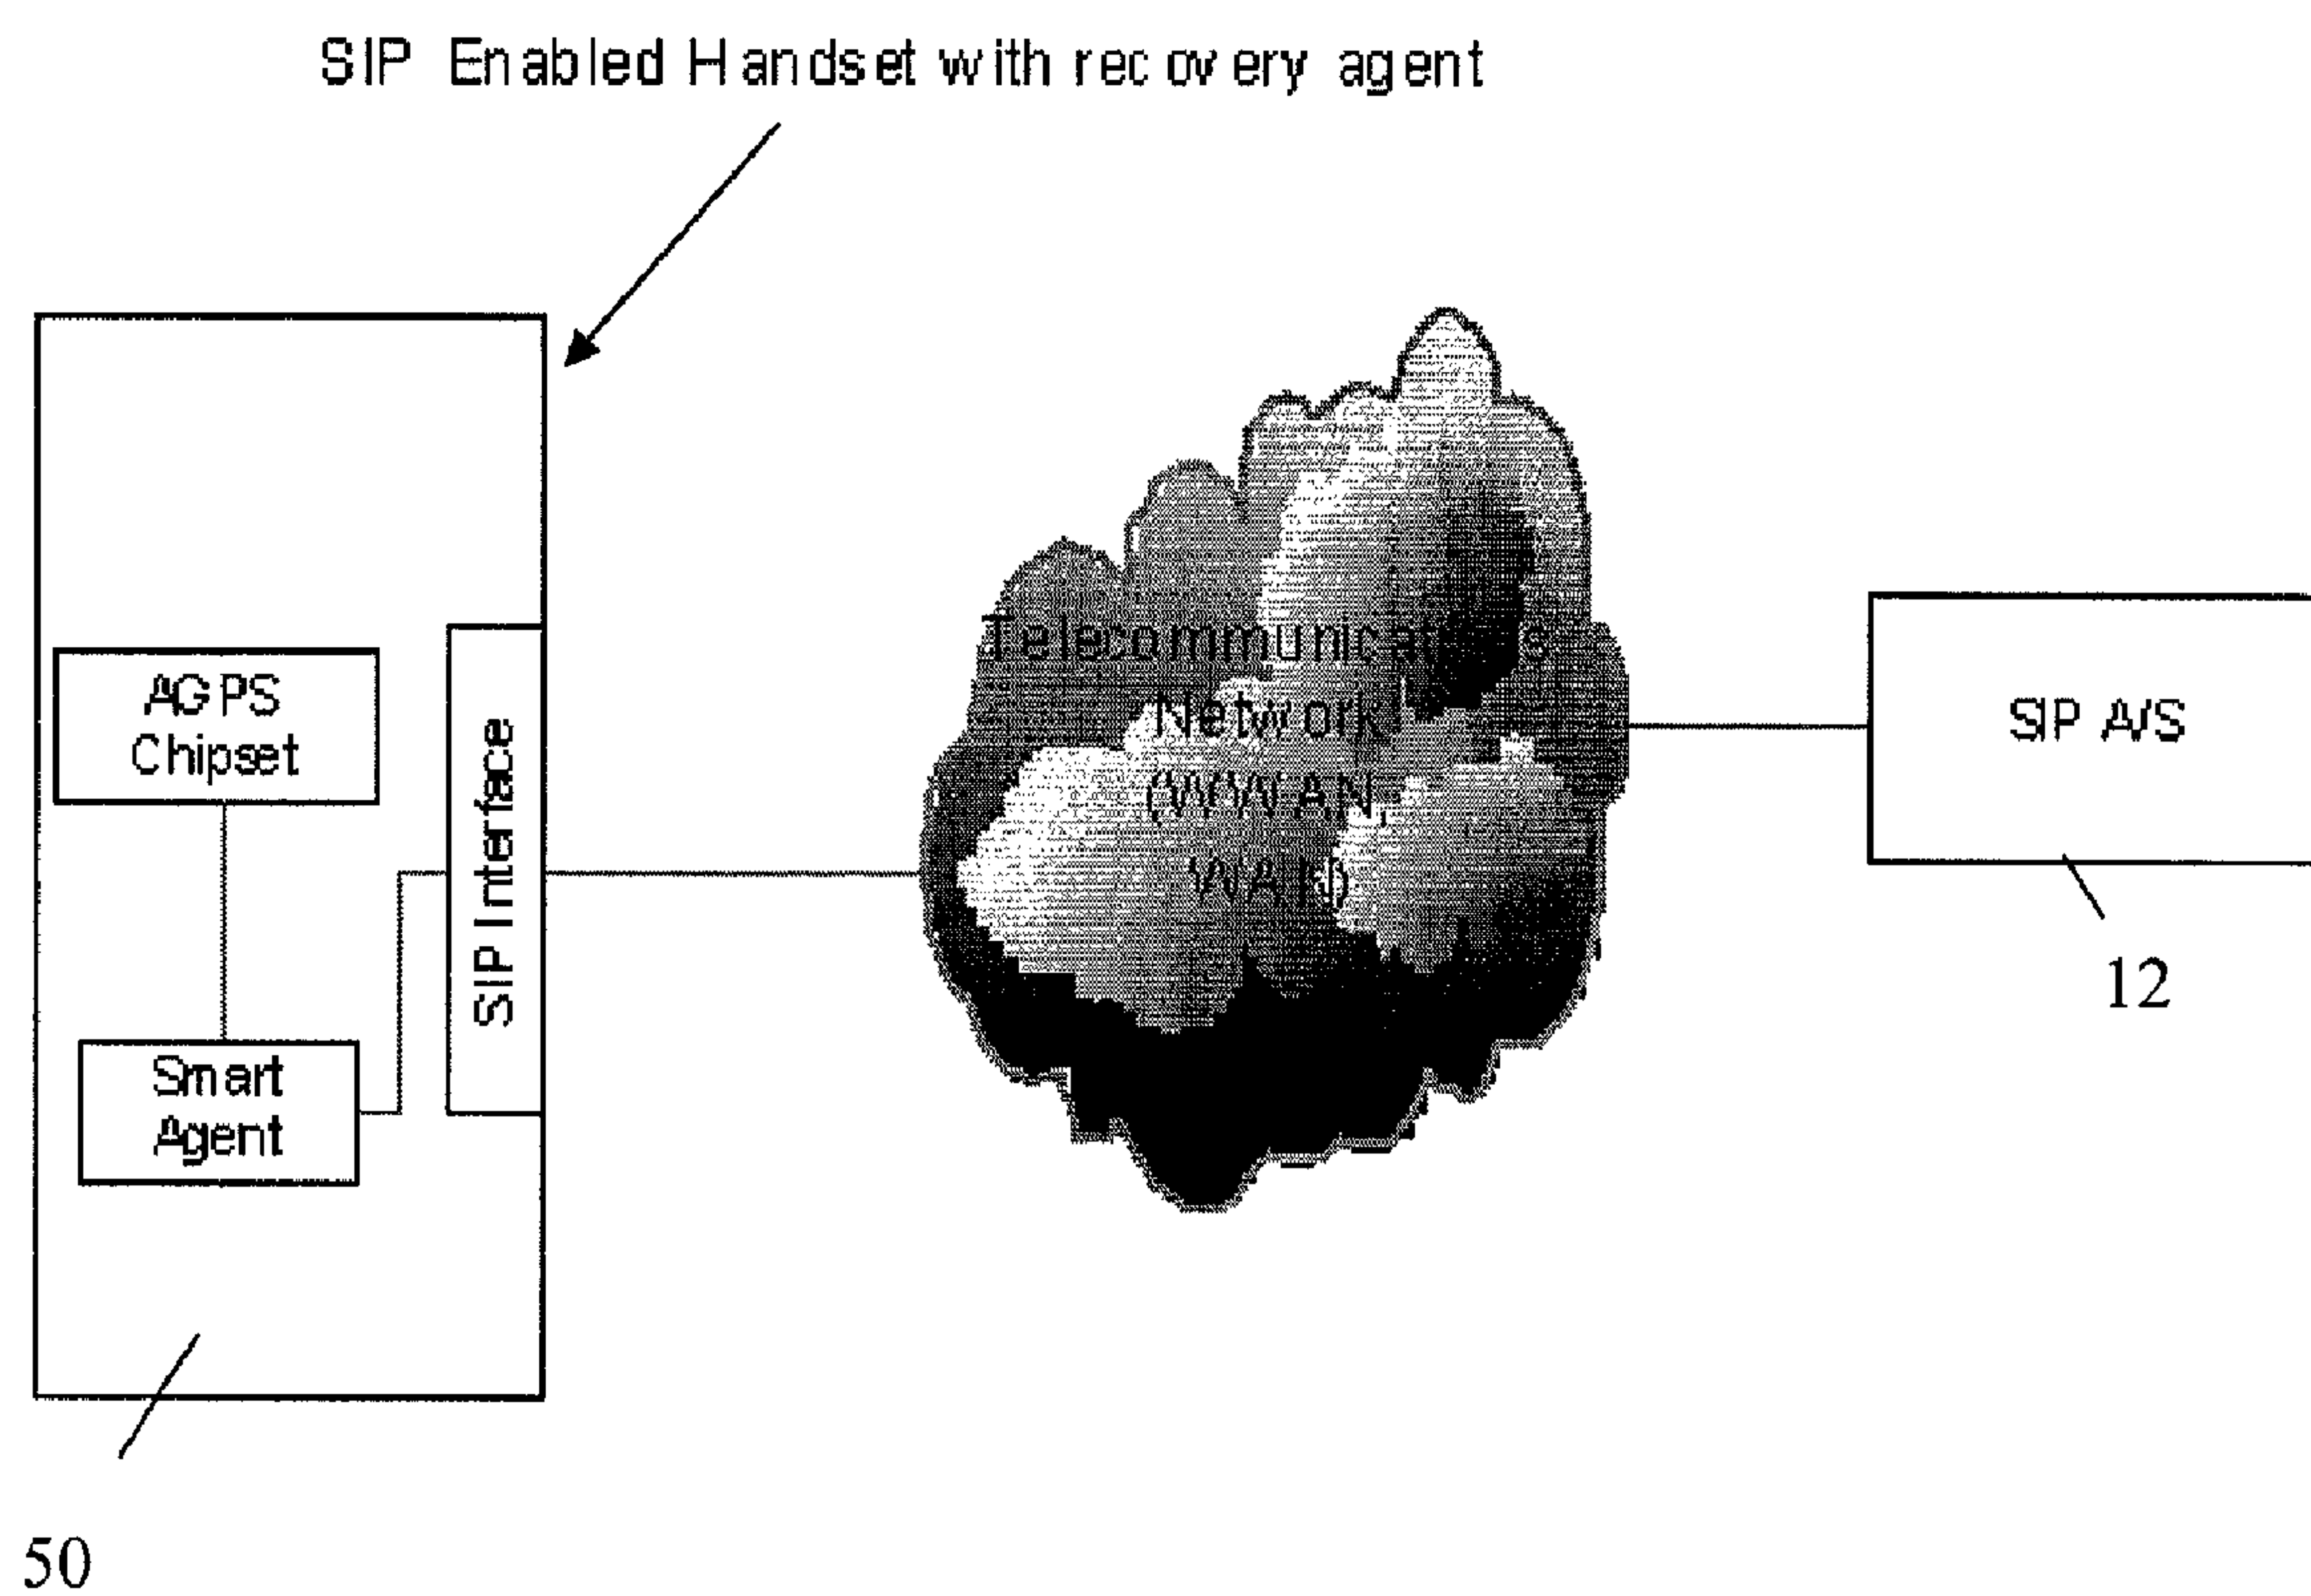 SIP Enabled Handset with recovery agent
AGPS
Chipset
SIP Interface
Smart
Agent
Telecommunications
Network
(WWAN,
WAN)
SIP A/S
12
50